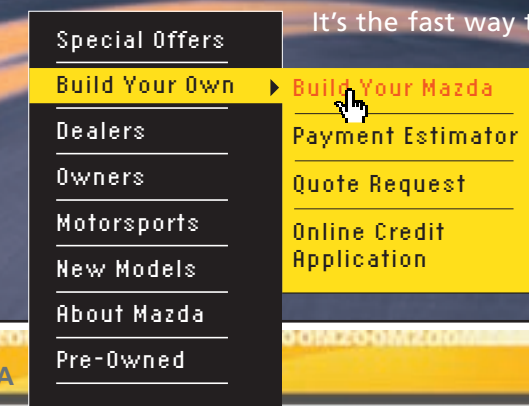 It's the fast way t
Special Offers
Build Your Own
Build Your Mazda
Dealers
Payment Estimator
Owners
Quote Request
Motorsports
Online Credit
Application
New Models
About Mazda
Pre-Owned
OOMZOOMZOOM
A